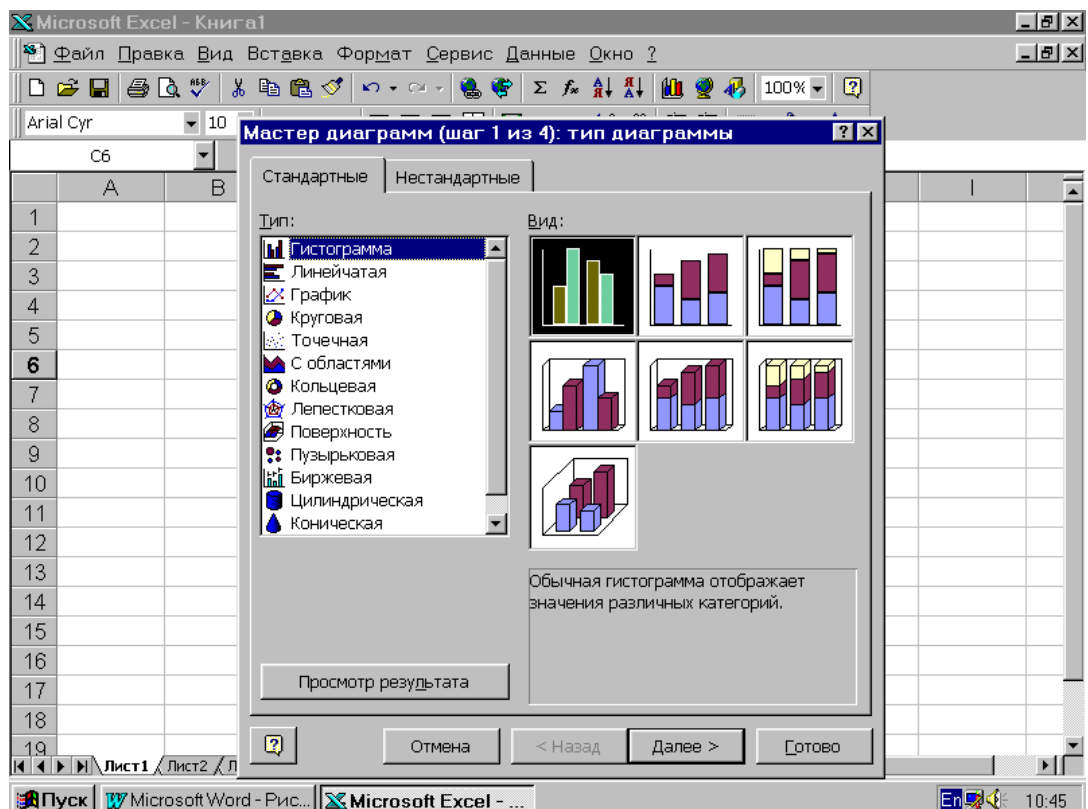 Microsoft Excel - Книга1
Файл Правка Вид Вставка Формат Сервис Данные Окно ?
100%
Arial Cyr 10
C6
A B I
Мастер диаграмм (шаг 1 из 4): тип диаграммы
Стандартные Нестандартные
Тип: Вид:
Гистограмма
Линейчатая
График
Круговая
Точечная
С областями
Кольцевая
Лепестковая
Поверхность
Пузырьковая
Биржевая
Цилиндрическая
Коническая
Обычная гистограмма отображает
значения различных категорий.
Просмотр результата
Отмена < Назад Далее > Готово
1
2
3
4
5
6
7
8
9
10
11
12
13
14
15
16
17
18
19
Лист1 Лист2 Л
Пуск Microsoft Word - Рис... Microsoft Excel - ... En 10:45